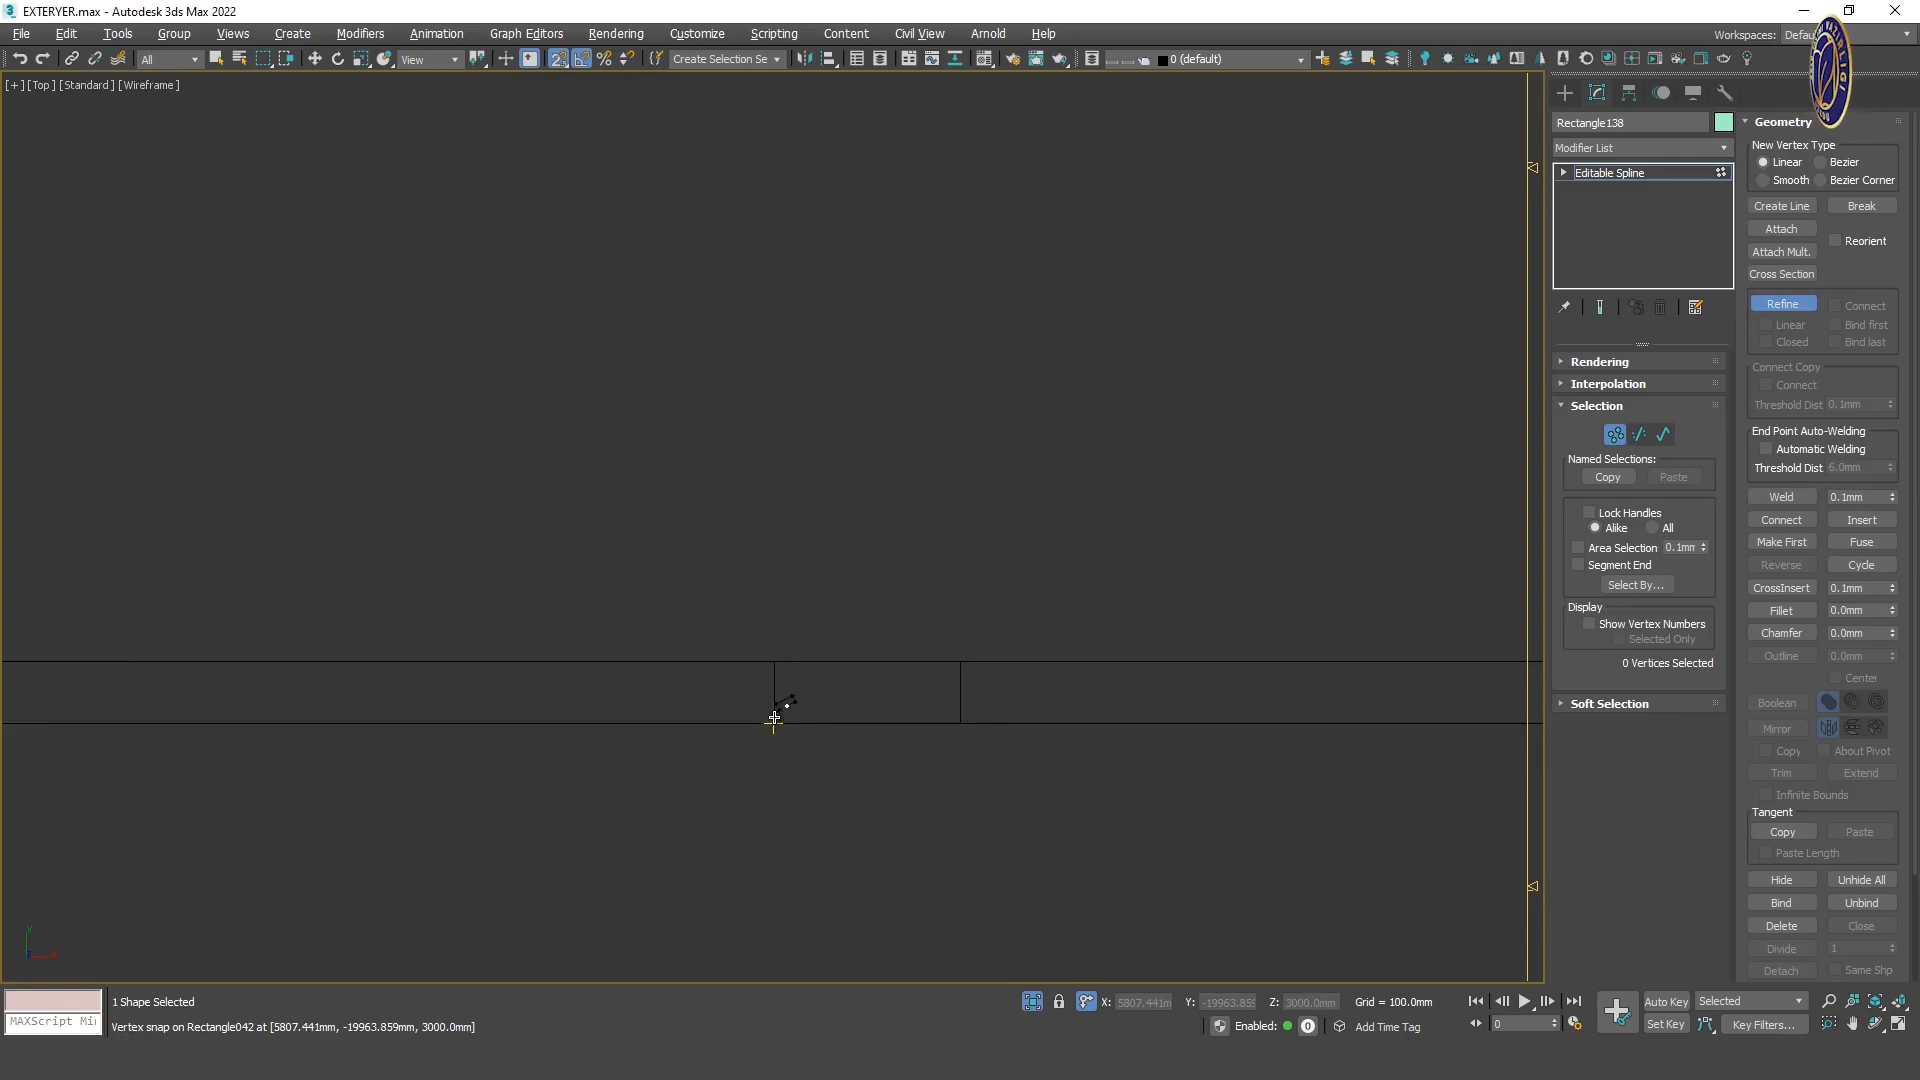 EXTERYER.max - Autodesk 3ds Max 2022
File Edit Tools Group Views Create Modifiers Animation Graph Editors Rendering Customize Scripting Content Civil View Arnold Help
Workspaces: Defau
All View Create Selection Se 0 (default)
[+] [Top] [Standard] [Wireframe]
Rectangle138
Modifier List
Editable Spline
Rendering
Interpolation
Selection
Named Selections:
Copy Paste
Lock Handles
Alike All
Area Selection 0.1mm
Segment End
Select By...
Display
Show Vertex Numbers
Selected Only
0 Vertices Selected
Soft Selection
Geometry
New Vertex Type
Linear Bezier
Smooth Bezier Corner
Create Line Break
Attach
Reorient
Attach Mult.
Cross Section
Refine Connect
Linear Bind first
Closed Bind last
Connect Copy
Connect
Threshold Dist 0.1mm
End Point Auto-Welding
Automatic Welding
Threshold Dist 6.0mm
Weld 0.1mm
Connect Insert
Make First Fuse
Reverse Cycle
CrossInsert 0.1mm
Fillet 0.0mm
Chamfer 0.0mm
Outline 0.0mm
Center
Boolean
Mirror
Copy About Pivot
Trim Extend
Infinite Bounds
Tangent
Copy Paste
Paste Length
Hide Unhide All
Bind Unbind
Delete Close
Divide 1
Detach Same Shp
y
MAXScript Mi
1 Shape Selected
Vertex snap on Rectangle042 at [5807.441mm, -19963.859mm, 3000.0mm]
X: 5807.441m Y: -19963.859 Z: 3000.0mm Grid = 100.0mm
Enabled: 0 Add Time Tag
0
Auto Key Selected
Set Key Key Filters...